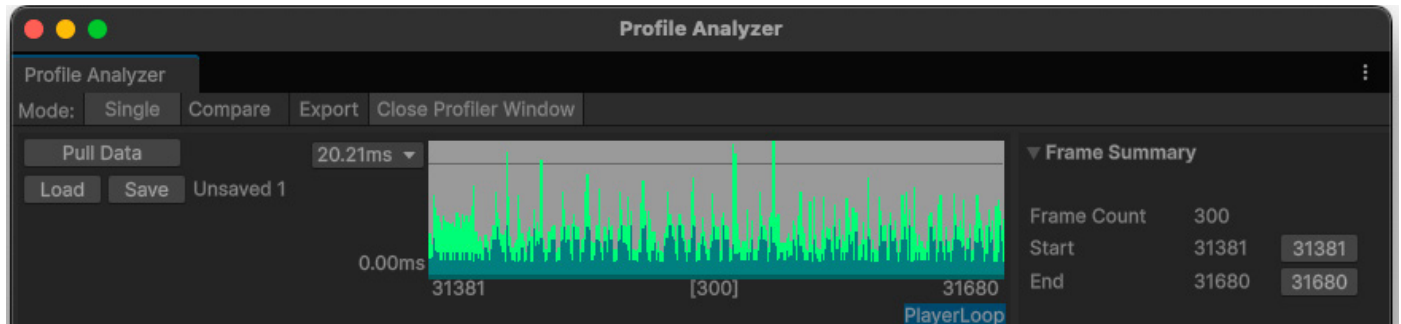 Profile Analyzer
Profile Analyzer
Mode: Single Compare Export Close Profiler Window
Pull Data
Load Save Unsaved 1
20.21ms
0.00ms
31381 [300] 31680
PlayerLoop
Frame Summary
Frame Count 300
Start 31381 31381
End 31680 31680